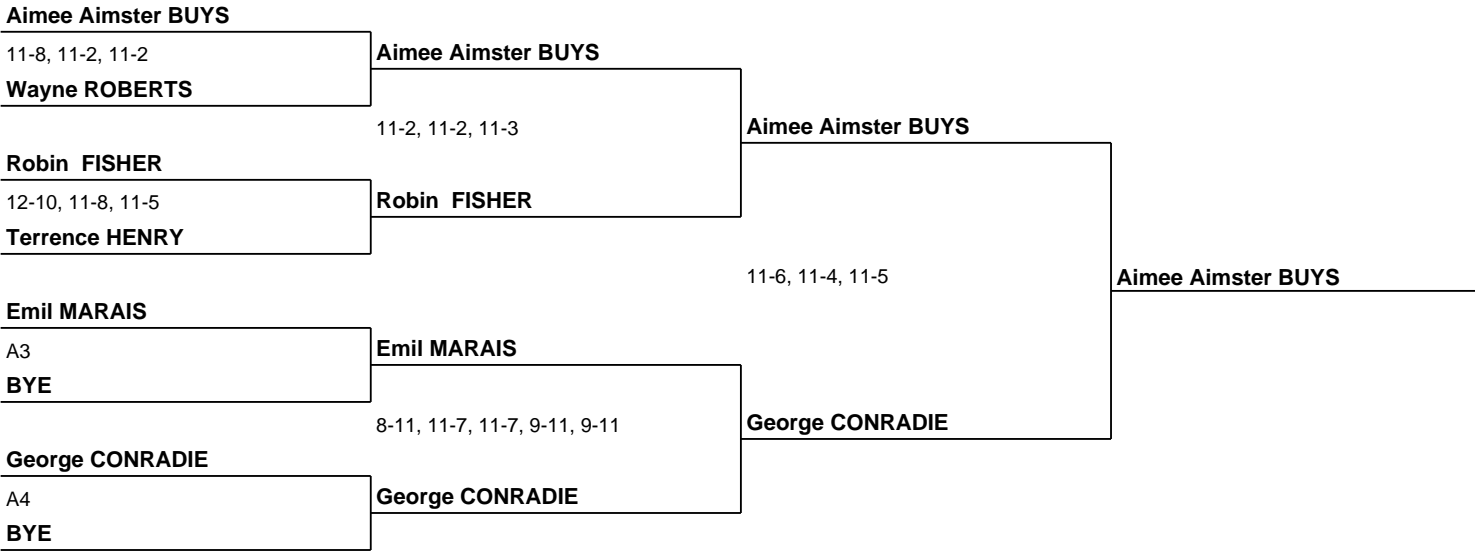 Aimee Aimster BUYS
11-8, 11-2, 11-2
Aimee Aimster BUYS
Wayne ROBERTS
11-2, 11-2, 11-3
Aimee Aimster BUYS
Robin  FISHER
12-10, 11-8, 11-5
Robin  FISHER
Terrence HENRY
11-6, 11-4, 11-5
Aimee Aimster BUYS
Emil MARAIS
A3
Emil MARAIS
BYE
8-11, 11-7, 11-7, 9-11, 9-11
George CONRADIE
George CONRADIE
A4
George CONRADIE
BYE